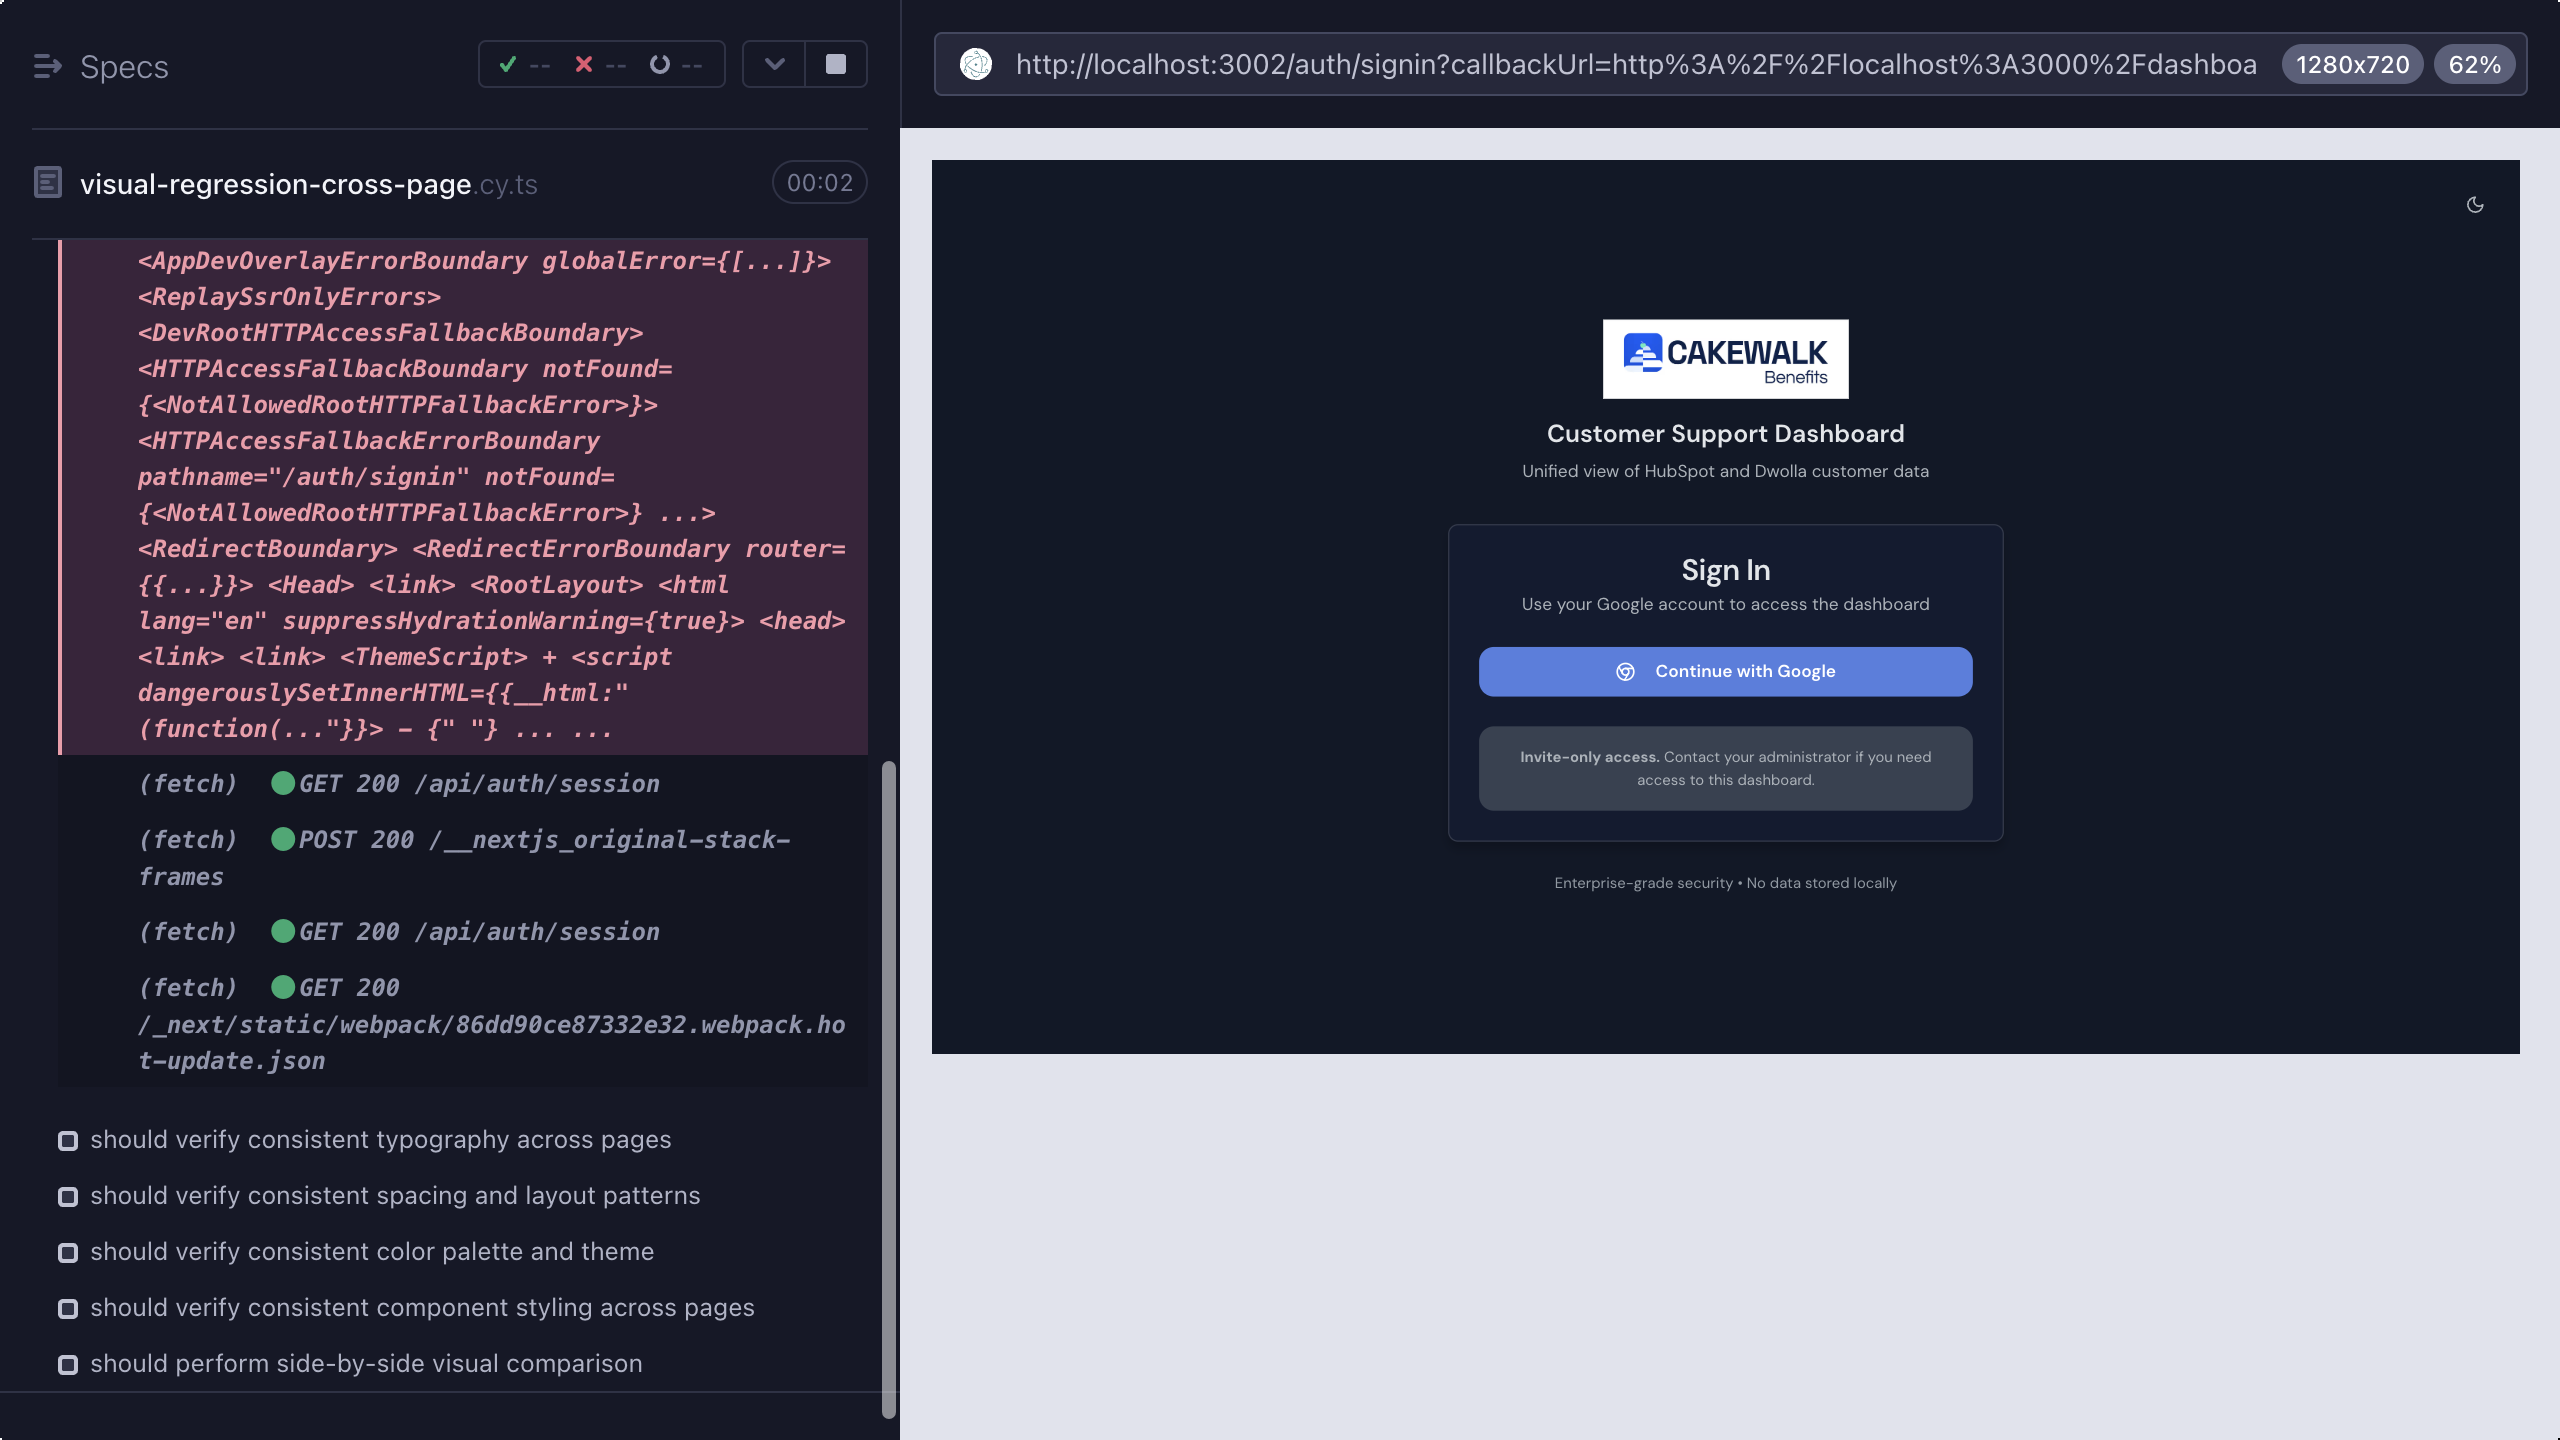 Specs
-- -- --
visual-regression-cross-page.cy.ts
00:02
<AppDevOverlayErrorBoundary globalError={[...]}>
<ReplaySsrOnlyErrors>
<DevRootHTTPAccessFallbackBoundary>
<HTTPAccessFallbackBoundary notFound=
{<NotAllowedRootHTTPFallbackError>}>
<HTTPAccessFallbackErrorBoundary
pathname="/auth/signin" notFound=
{<NotAllowedRootHTTPFallbackError>} ...>
<RedirectBoundary> <RedirectErrorBoundary router=
{{...}}> <Head> <link> <RootLayout> <html
lang="en" suppressHydrationWarning={true}> <head>
<link> <link> <ThemeScript> + <script
dangerouslySetInnerHTML={{__html:"
(function(..."}}> - {" "} ... ...
(fetch) GET 200 /api/auth/session
(fetch) POST 200 /__nextjs_original-stack-
frames
(fetch) GET 200 /api/auth/session
(fetch) GET 200
/_next/static/webpack/86dd90ce87332e32.webpack.ho
t-update.json
should verify consistent typography across pages
should verify consistent spacing and layout patterns
should verify consistent color palette and theme
should verify consistent component styling across pages
should perform side-by-side visual comparison
http://localhost:3002/auth/signin?callbackUrl=http%3A%2F%2Flocalhost%3A3000%2Fdashboa
1280x720
62%
CAKEWALK
Benefits
Customer Support Dashboard
Unified view of HubSpot and Dwolla customer data
Sign In
Use your Google account to access the dashboard
Continue with Google
Invite-only access. Contact your administrator if you need
access to this dashboard.
Enterprise-grade security • No data stored locally